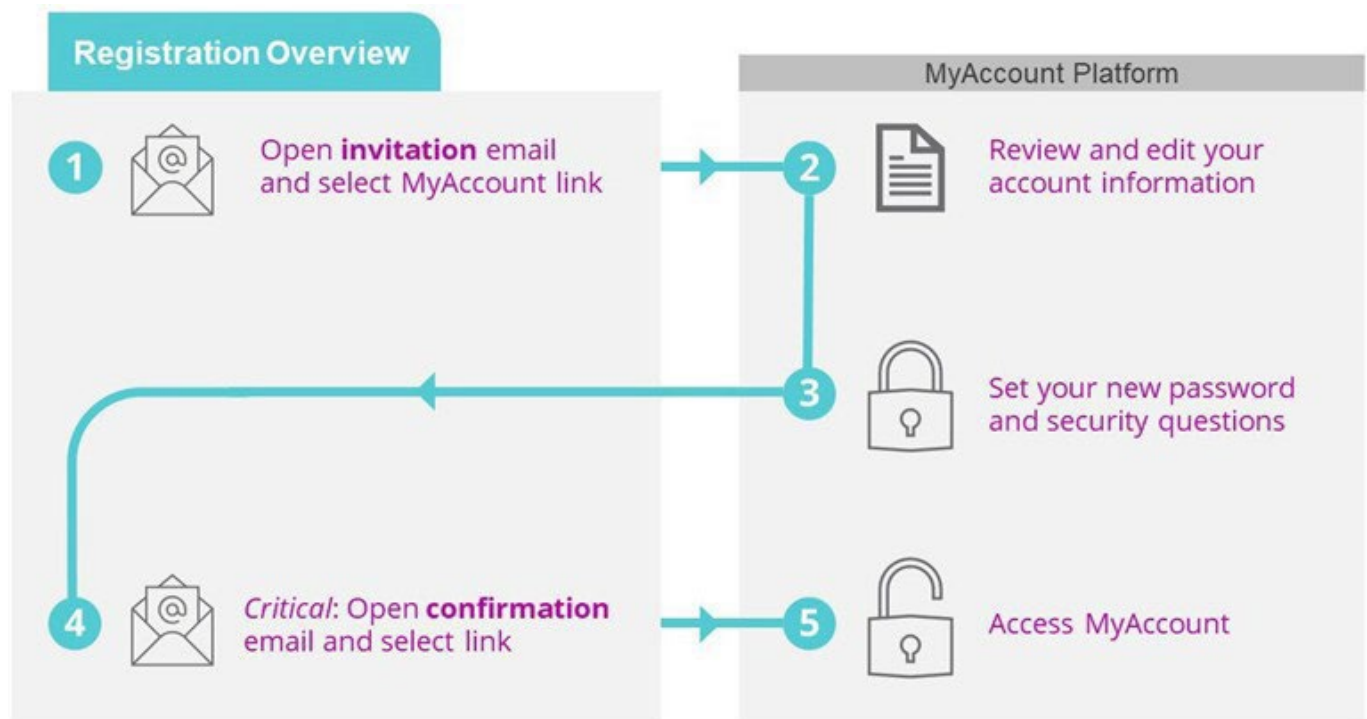 Registration Overview
MyAccount Platform
1
Open invitation email
and select MyAccount link
2
Review and edit your
account information
3
Set your new password
and security questions
4
Critical: Open confirmation
email and select link
5
Access MyAccount